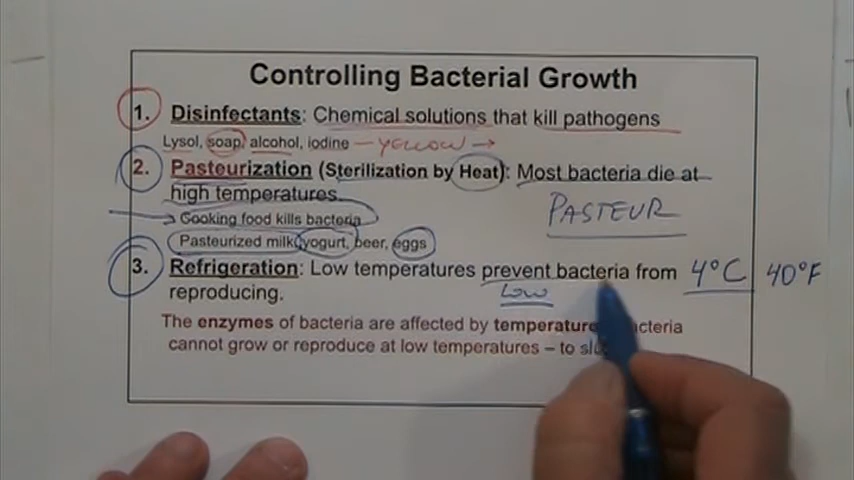 Controlling Bacterial Growth
1. Disinfectants: Chemical solutions that kill pathogens
Lysol, soap, alcohol, iodine – YELLOW →
2. Pasteurization (Sterilization by Heat): Most bacteria die at
high temperatures.
→ Cooking food kills bacteria
PASTEUR
Pasteurized milk, yogurt, beer, eggs
3. Refrigeration: Low temperatures prevent bacteria from 4°C 40°F
reproducing.
LOW
The enzymes of bacteria are affected by temperature
cannot grow or reproduce at low temperatures – to